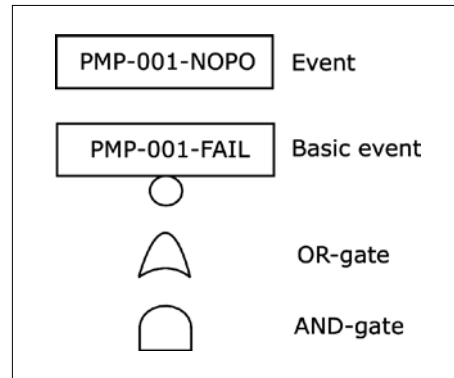 PMP-001-NOPO Event
PMP-001-FAIL Basic event
OR-gate
AND-gate